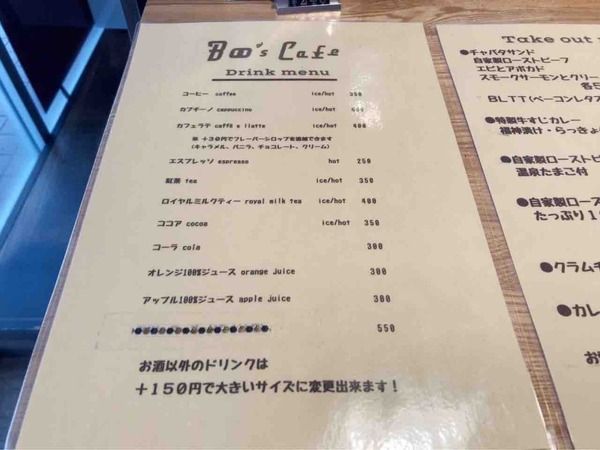 Boo's Cafe
Drink menu
コーヒー coffee ice/hot 350
カプチーノ cappuccino ice/hot
カフェラテ caffè e llatte ice/hot 400
※ +30円でフレーバーシロップを追加できます
(キャラメル、バニラ、チョコレート、クリーム)
エスプレッソ espresso hot 250
紅茶 tea ice/hot 350
ロイヤルミルクティー royal milk tea ice/hot 400
ココア cocoa ice/hot 350
コーラ cola 300
オレンジ100%ジュース orange juice 300
アップル100%ジュース apple juice 300
550
お酒以外のドリンクは
+150円で大きいサイズに変更出来ます!
Take out
●チャバタサンド
自家製ローストビーフ
エビとアボカド
スモークサーモンとクリー
各5
BLTT(ベーコンレタス
●特製牛すじカレー
福神漬け・らっきょ
●自家製ローストビ
温泉たまご付
●自家製ロース
たっぷり1
●クラムチ
●カレ
お